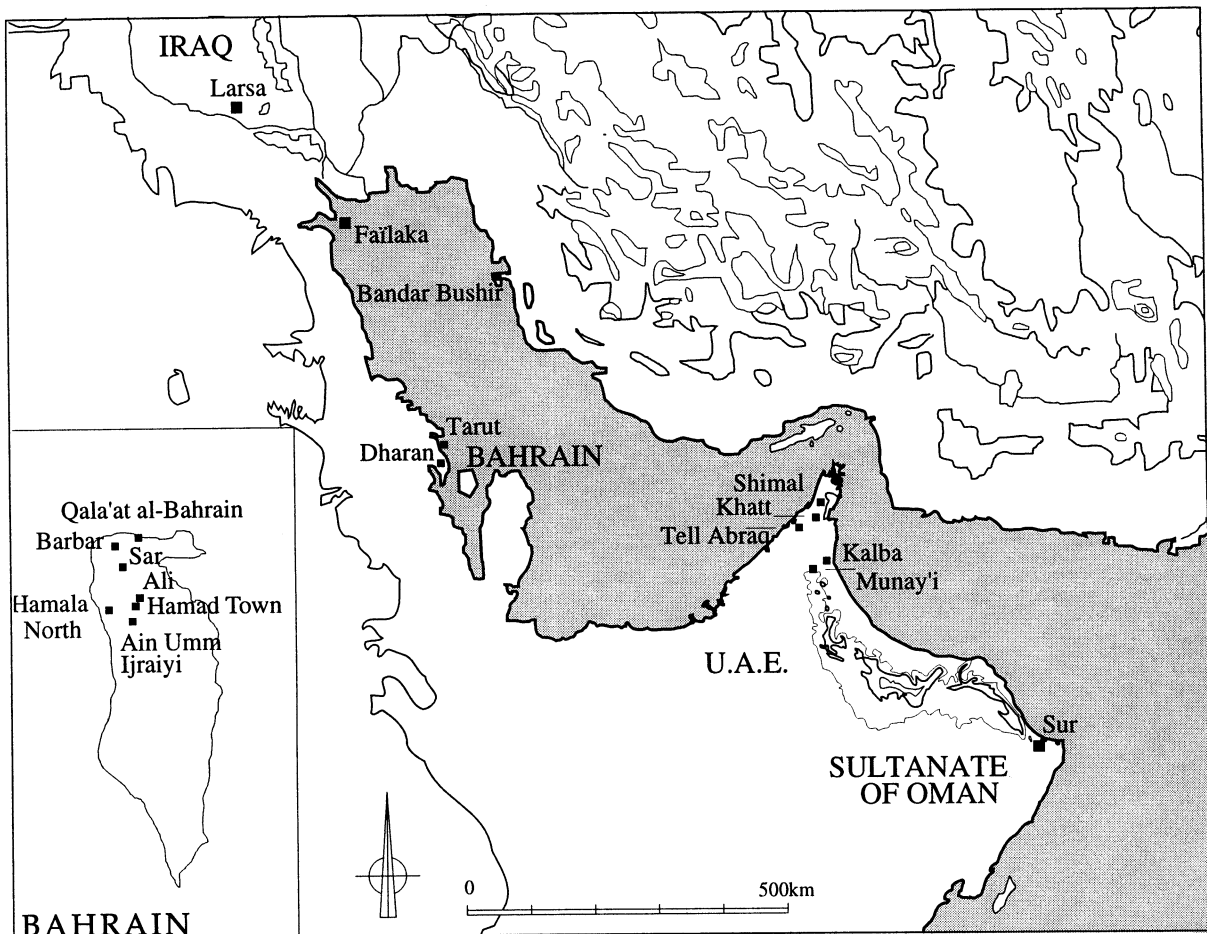 IRAQ
Larsa
Faïlaka
Bandar Bushir
Tarut
Dharan
BAHRAIN
Shimal
Khatt
Tell Abraq
Kalba
Munay'i
U.A.E.
Sur
SULTANATE
OF OMAN
0 500km
Qala'at al-Bahrain
Barbar
Sar
Ali
Hamala
North
Hamad Town
Ain Umm
Ijraiyi
BAHRAIN